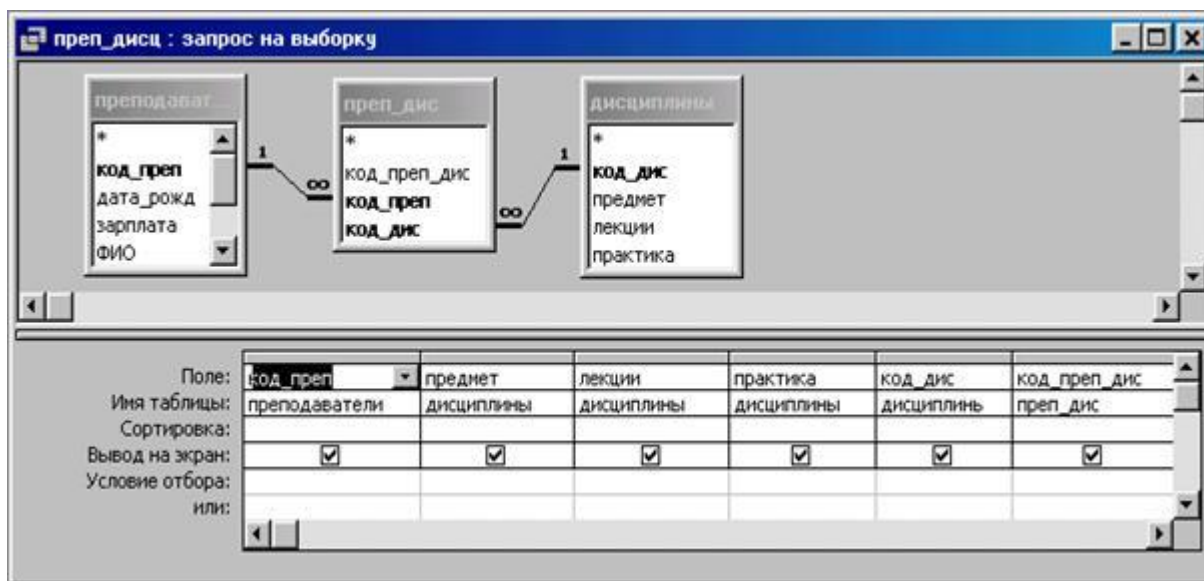 преп_дисц : запрос на выборку
преподават...
*
код_преп
дата_рожд
зарплата
ФИО
1
∞
преп_дис
*
код_преп_дис
код_преп
код_дис
∞
1
дисциплины
*
код_дис
предмет
лекции
практика
Поле: код_преп предмет лекции практика код_дис код_преп_дис
Имя таблицы: преподаватели дисциплины дисциплины дисциплины дисциплинь преп_дис
Сортировка:
Вывод на экран:
Условие отбора:
или: